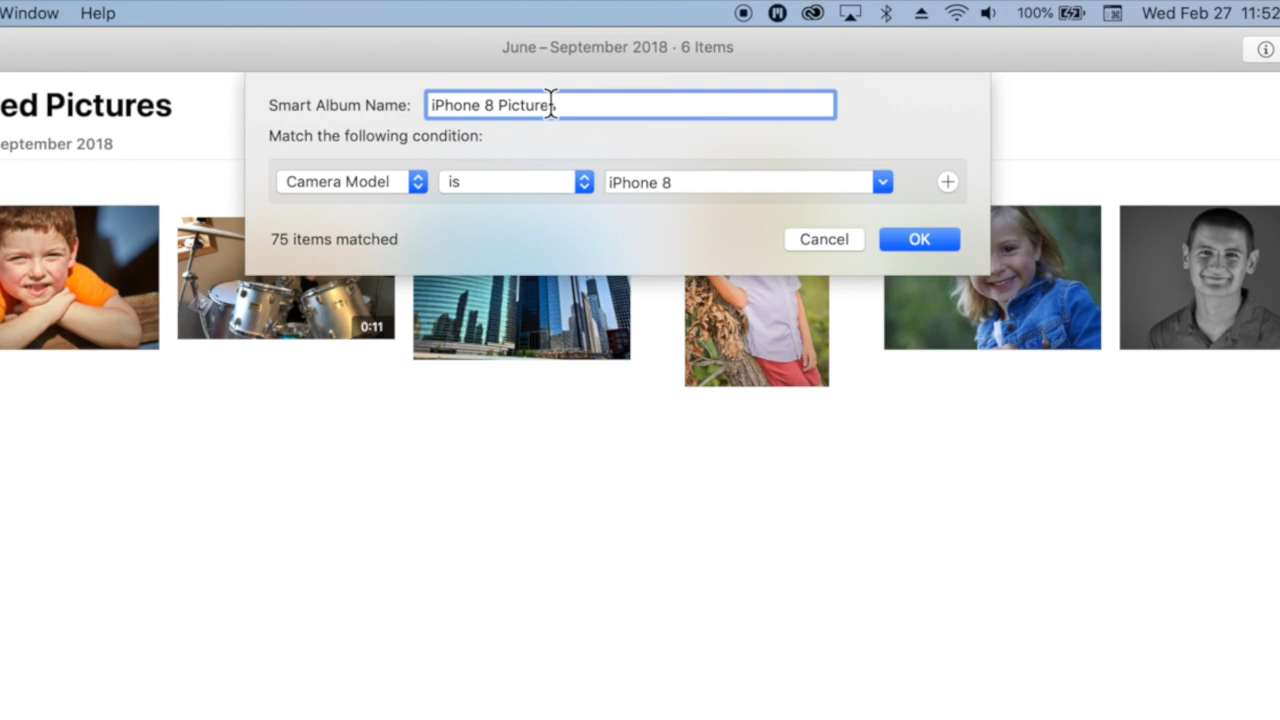 Window Help 100% Wed Feb 27 11:52
June – September 2018 · 6 Items
ed Pictures
eptember 2018
Smart Album Name: iPhone 8 Pictures
Match the following condition:
Camera Model is iPhone 8
75 items matched Cancel OK
0:11